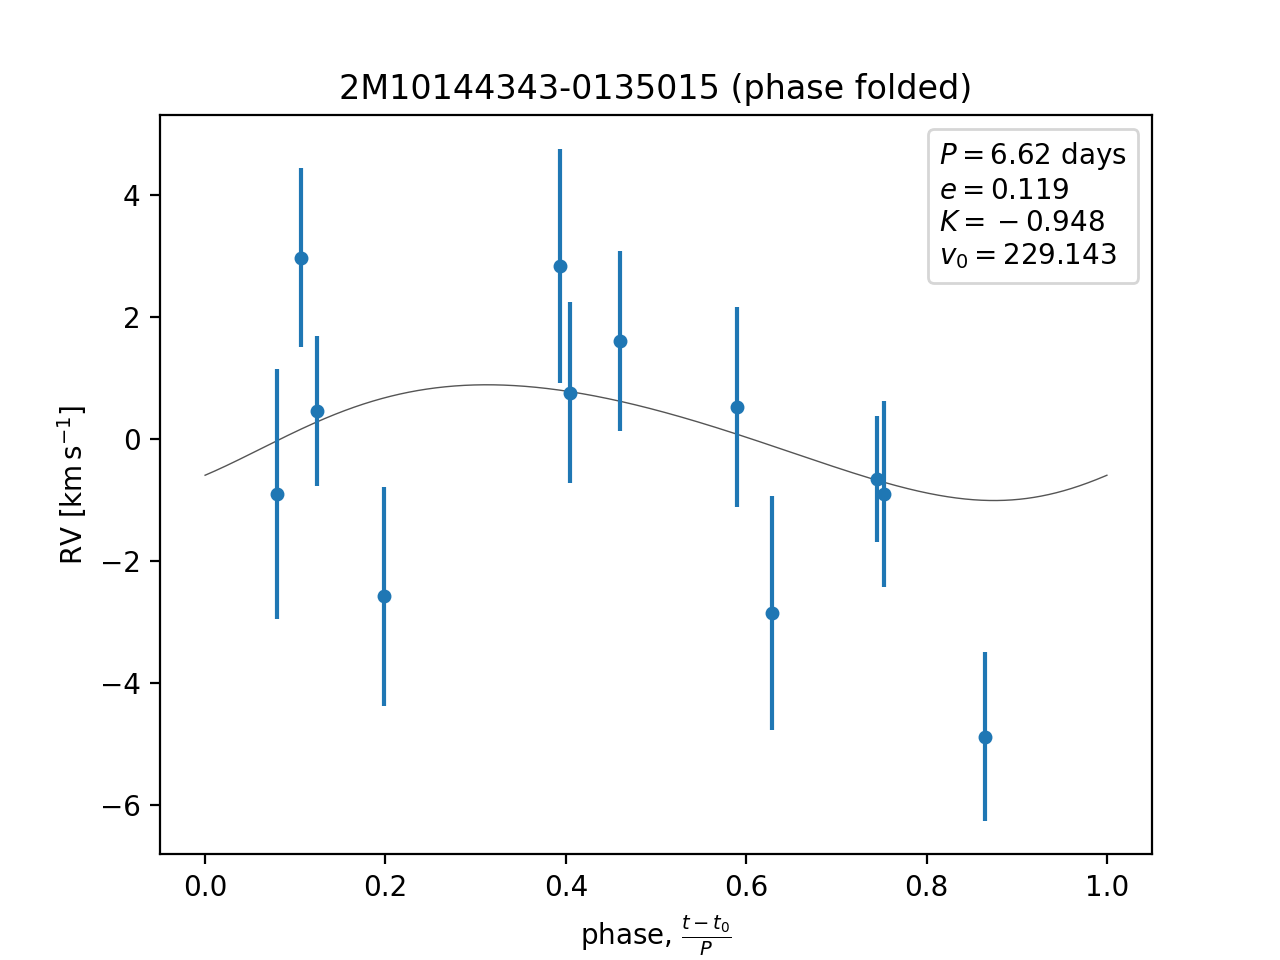 2M10144343-0135015 (phase folded)
P = 6.62 days
e = 0.119
K = −0.948
v₀ = 229.143
RV [km s⁻¹]
4
2
0
−2
−4
−6
0.0 0.2 0.4 0.6 0.8 1.0
phase, (t − t₀)/P